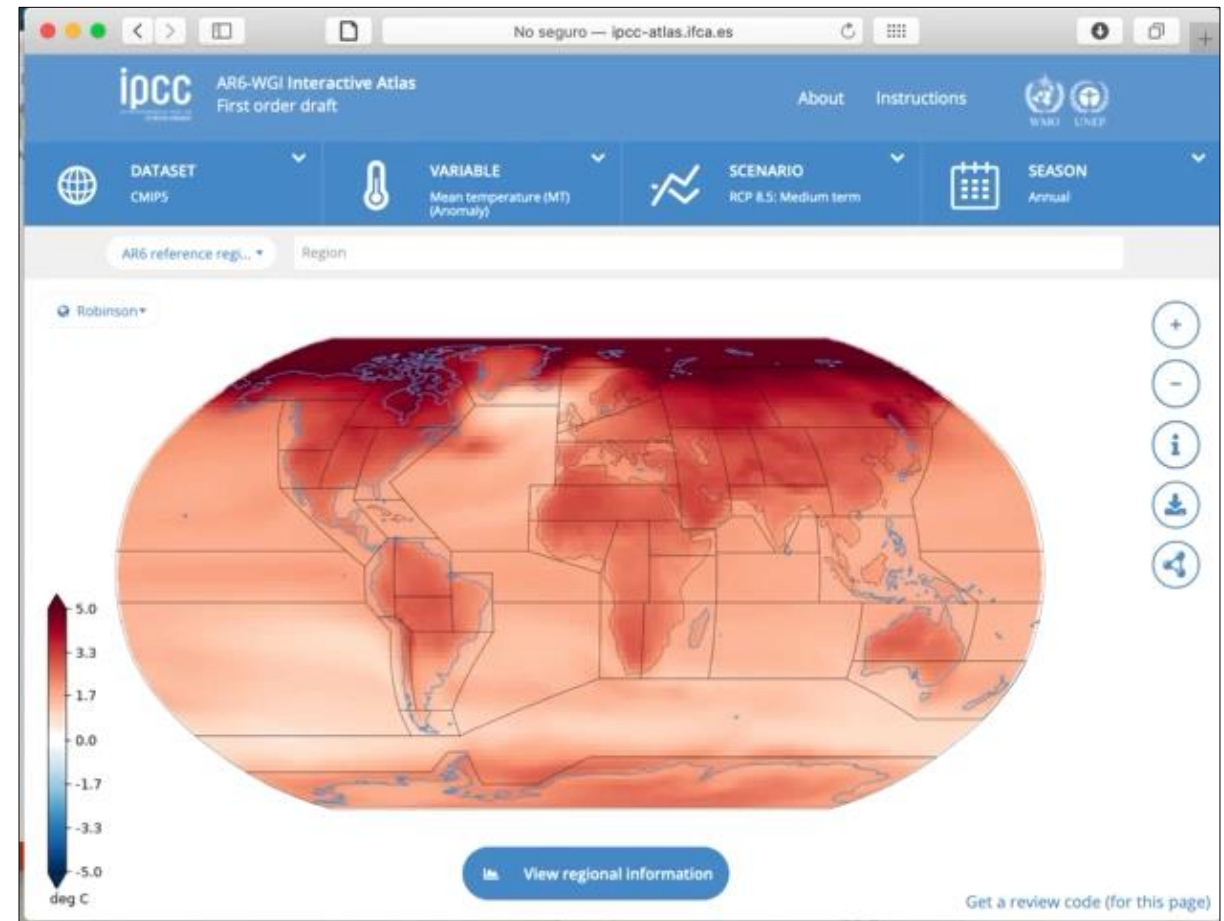 No seguro — ipcc-atlas.ifca.es
ipcc
AR6-WGI Interactive Atlas
First order draft
About
Instructions
WMO
UNEP
DATASET
CMIP5
VARIABLE
Mean temperature (MT)
(Anomaly)
SCENARIO
RCP 8.5: Medium term
SEASON
Annual
AR6 reference regi...
Region
Robinson
5.0
3.3
1.7
0.0
-1.7
-3.3
-5.0
deg C
View regional information
Get a review code (for this page)